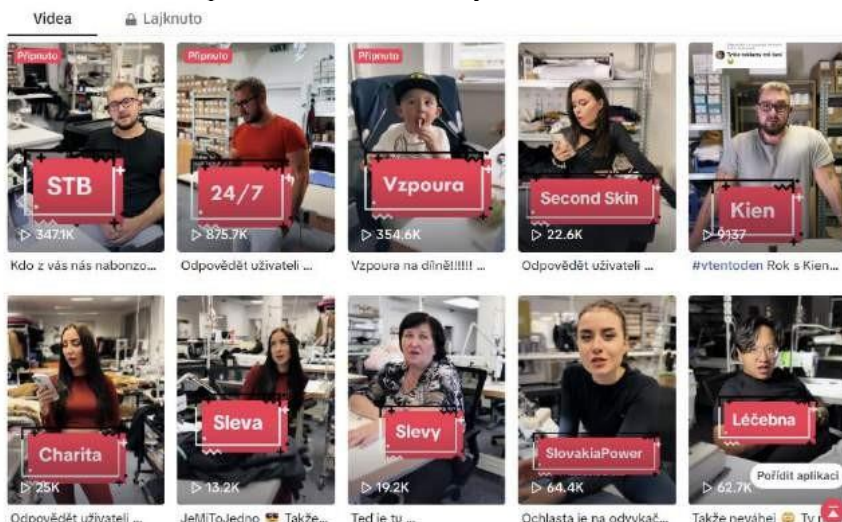 Videa
Lajknuto
Připnuto
STB
347.1K
Kdo z vás nás nabonzo...
Připnuto
24/7
875.7K
Odpovědět uživateli ...
Připnuto
Vzpoura
354.6K
Vzpoura na dílně!!!!!! ...
Second Skin
22.6K
Odpovědět uživateli ...
Kien
9137
#vtentoden Rok s Kien...
Charita
25K
Odpovědět uživateli ...
Sleva
13.2K
JeMiToJedno 😎 Takže...
Slevy
19.2K
Teď je tu ...
SlovakiaPower
64.4K
Ochlasta je na odvykač...
Léčebna
62.7K
Pořídit aplikaci
Takže neváhej